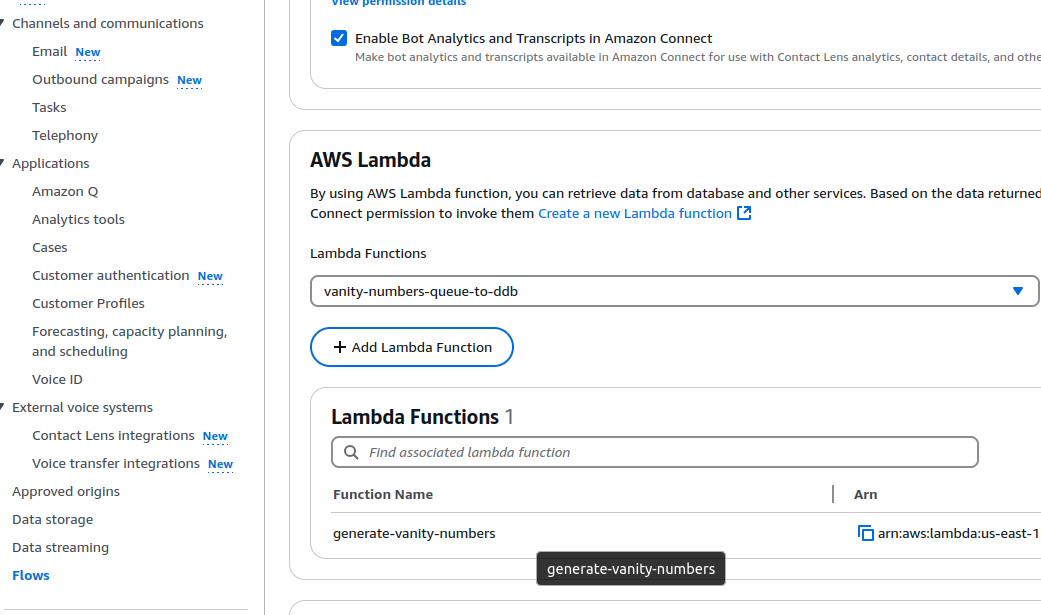 View permission details
Channels and communications
Enable Bot Analytics and Transcripts in Amazon Connect
Email New
Make bot analytics and transcripts available in Amazon Connect for use with Contact Lens analytics, contact details, and othe
Outbound campaigns New
Tasks
Telephony
Applications
Amazon Q
Analytics tools
Cases
Customer authentication New
Customer Profiles
Forecasting, capacity planning,
and scheduling
Voice ID
External voice systems
Contact Lens integrations New
Voice transfer integrations New
Approved origins
Data storage
Data streaming
Flows
AWS Lambda
By using AWS Lambda function, you can retrieve data from database and other services. Based on the data returned
Connect permission to invoke them Create a new Lambda function
Lambda Functions
vanity-numbers-queue-to-ddb
+ Add Lambda Function
Lambda Functions 1
Find associated lambda function
Function Name
Arn
generate-vanity-numbers
arn:aws:lambda:us-east-1
generate-vanity-numbers